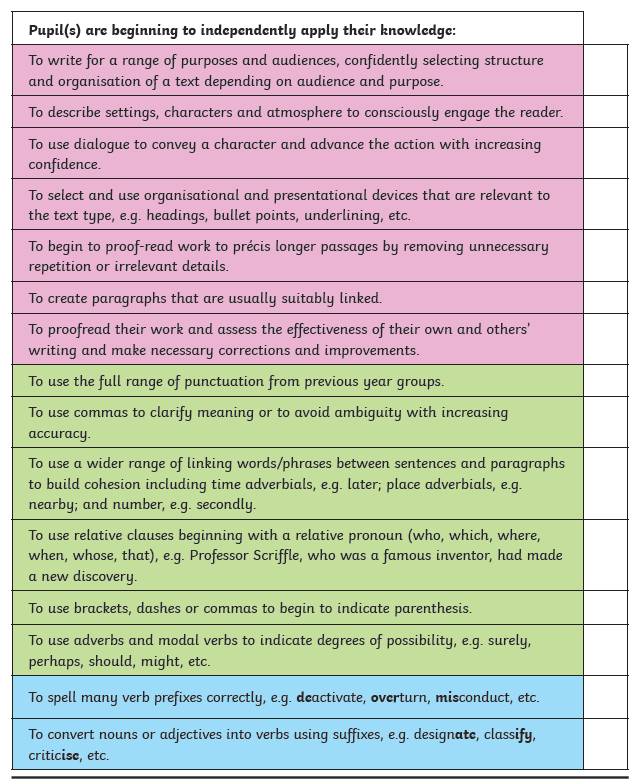 Pupil(s) are beginning to independently apply their knowledge:
To write for a range of purposes and audiences, confidently selecting structure
and organisation of a text depending on audience and purpose.
To describe settings, characters and atmosphere to consciously engage the reader.
To use dialogue to convey a character and advance the action with increasing
confidence.
To select and use organisational and presentational devices that are relevant to
the text type, e.g. headings, bullet points, underlining, etc.
To begin to proof-read work to précis longer passages by removing unnecessary
repetition or irrelevant details.
To create paragraphs that are usually suitably linked.
To proofread their work and assess the effectiveness of their own and others'
writing and make necessary corrections and improvements.
To use the full range of punctuation from previous year groups.
To use commas to clarify meaning or to avoid ambiguity with increasing
accuracy.
To use a wider range of linking words/phrases between sentences and paragraphs
to build cohesion including time adverbials, e.g. later; place adverbials, e.g.
nearby; and number, e.g. secondly.
To use relative clauses beginning with a relative pronoun (who, which, where,
when, whose, that), e.g. Professor Scriffle, who was a famous inventor, had made
a new discovery.
To use brackets, dashes or commas to begin to indicate parenthesis.
To use adverbs and modal verbs to indicate degrees of possibility, e.g. surely,
perhaps, should, might, etc.
To spell many verb prefixes correctly, e.g. deactivate, overturn, misconduct, etc.
To convert nouns or adjectives into verbs using suffixes, e.g. designate, classify,
criticise, etc.